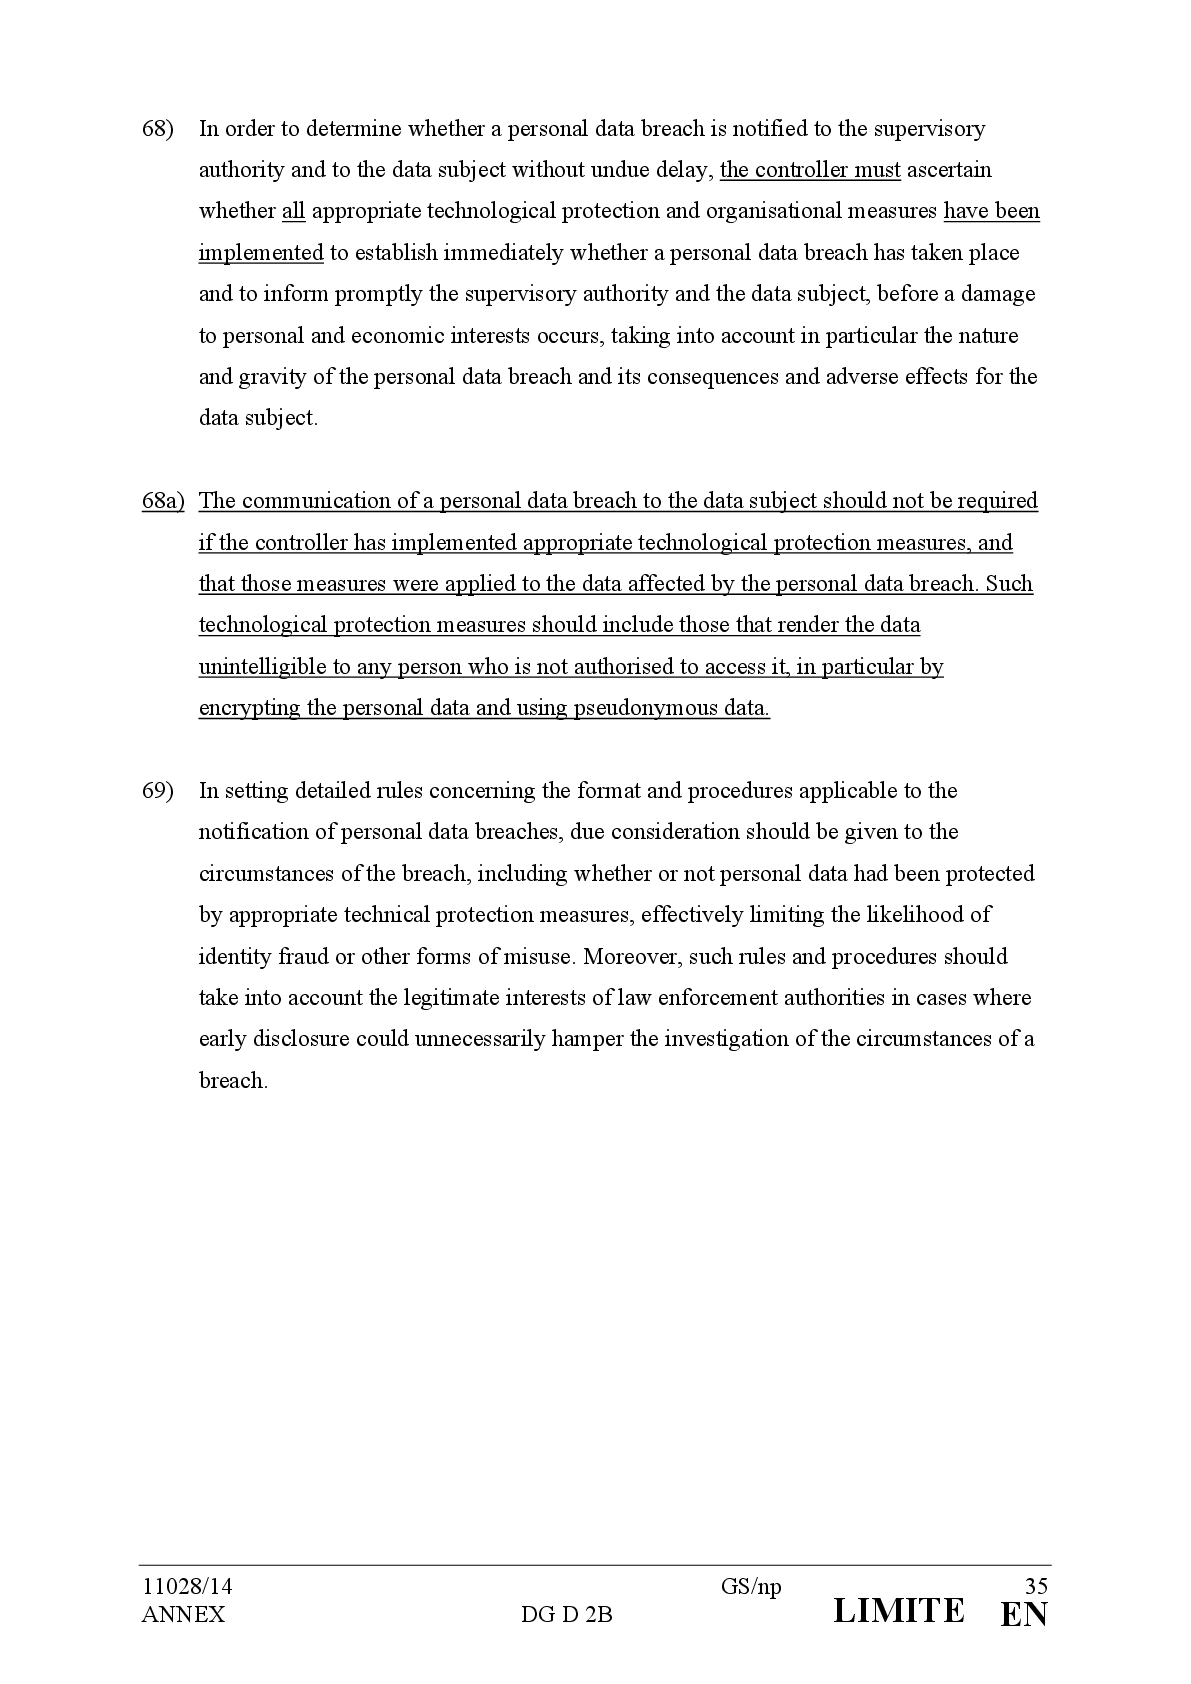 68) In order to determine whether a personal data breach is notified to the supervisory
authority and to the data subject without undue delay, the controller must ascertain
whether all appropriate technological protection and organisational measures have been
implemented to establish immediately whether a personal data breach has taken place
and to inform promptly the supervisory authority and the data subject, before a damage
to personal and economic interests occurs, taking into account in particular the nature
and gravity of the personal data breach and its consequences and adverse effects for the
data subject.
68a) The communication of a personal data breach to the data subject should not be required
if the controller has implemented appropriate technological protection measures, and
that those measures were applied to the data affected by the personal data breach. Such
technological protection measures should include those that render the data
unintelligible to any person who is not authorised to access it, in particular by
encrypting the personal data and using pseudonymous data.
69) In setting detailed rules concerning the format and procedures applicable to the
notification of personal data breaches, due consideration should be given to the
circumstances of the breach, including whether or not personal data had been protected
by appropriate technical protection measures, effectively limiting the likelihood of
identity fraud or other forms of misuse. Moreover, such rules and procedures should
take into account the legitimate interests of law enforcement authorities in cases where
early disclosure could unnecessarily hamper the investigation of the circumstances of a
breach.
11028/14 GS/np 35
ANNEX DG D 2B LIMITE EN